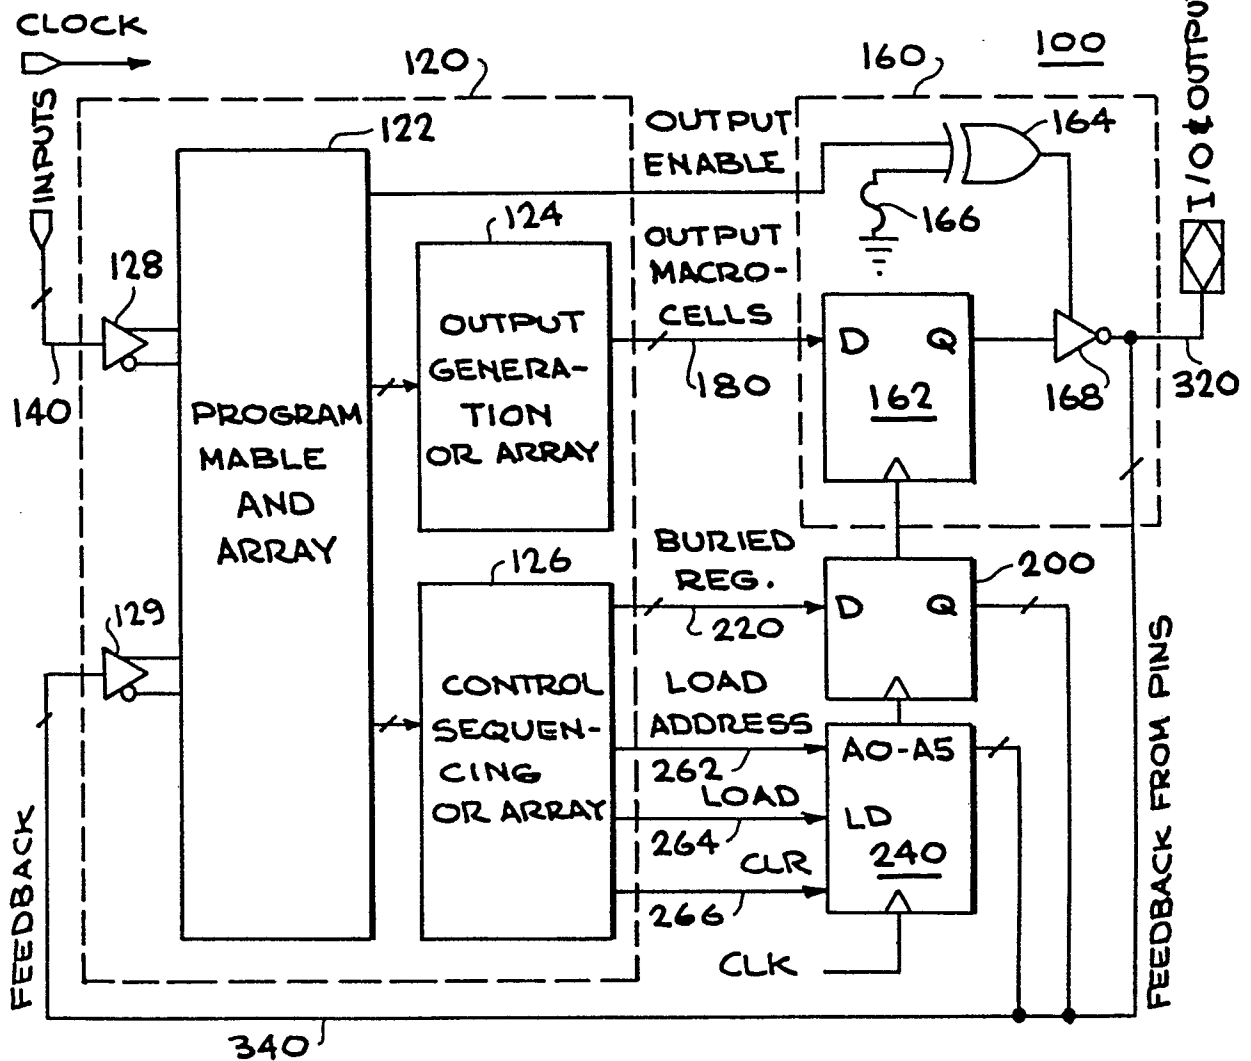 CLOCK
INPUTS
120
160
100
I/O & OUTPU
122
OUTPUT
ENABLE
164
166
124
OUTPUT
MACRO-
CELLS
128
OUTPUT
GENERA-
TION
OR ARRAY
180
D Q
162
168
320
140
PROGRAM
MABLE
AND
ARRAY
126
BURIED
REG.
220
D Q
200
129
CONTROL
SEQUEN-
CING
OR ARRAY
LOAD
ADDRESS
262
A0-A5
LOAD
264
LD
240
CLR
266
CLK
FEEDBACK
FEEDBACK FROM PINS
340